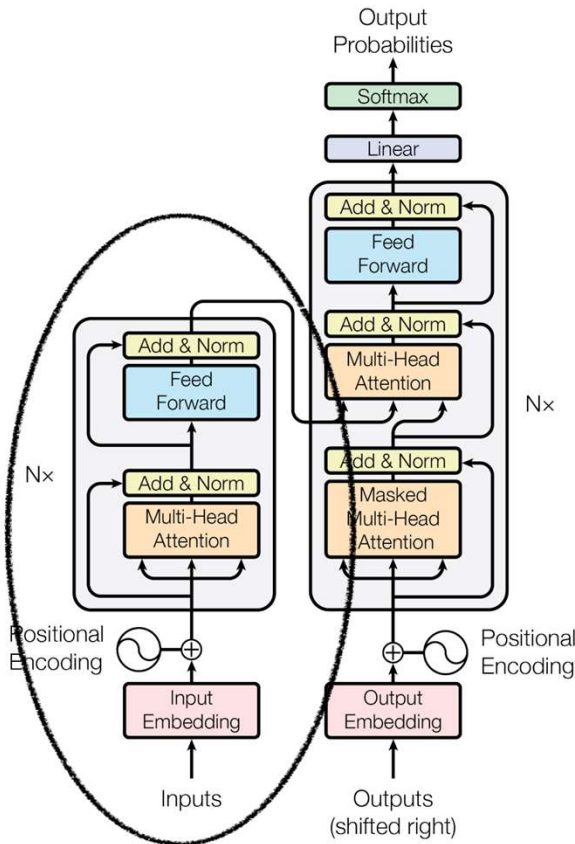 Output
Probabilities
Softmax
Linear
Add & Norm
Feed
Forward
Add & Norm
Multi-Head
Attention
Nx
Add & Norm
Masked
Multi-Head
Attention
Positional
Encoding
Output
Embedding
Outputs
(shifted right)
Add & Norm
Feed
Forward
Nx
Add & Norm
Multi-Head
Attention
Positional
Encoding
Input
Embedding
Inputs